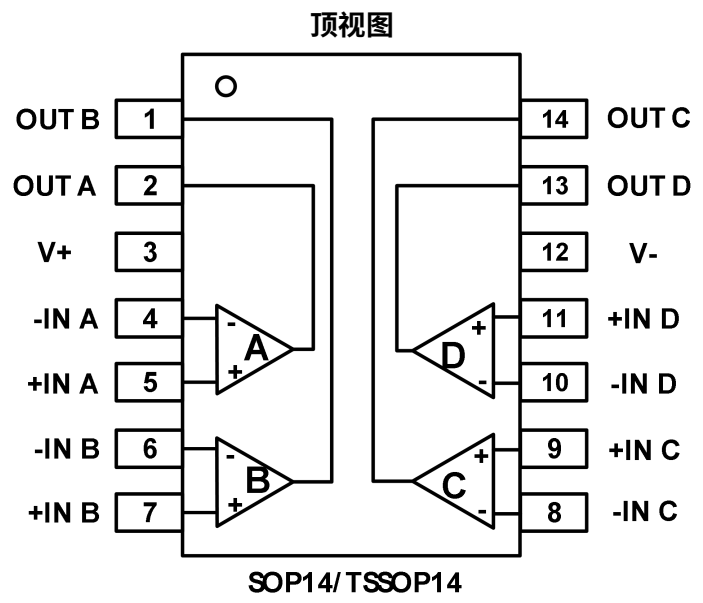 顶视图
OUT B 1 14 OUT C
OUT A 2 13 OUT D
V+ 3 12 V-
-IN A 4 - 11 +IN D
A + D
+IN A 5 + - 10 -IN D
-IN B 6 - + 9 +IN C
B C
+IN B 7 + - 8 -IN C
SOP14/ TSSOP14